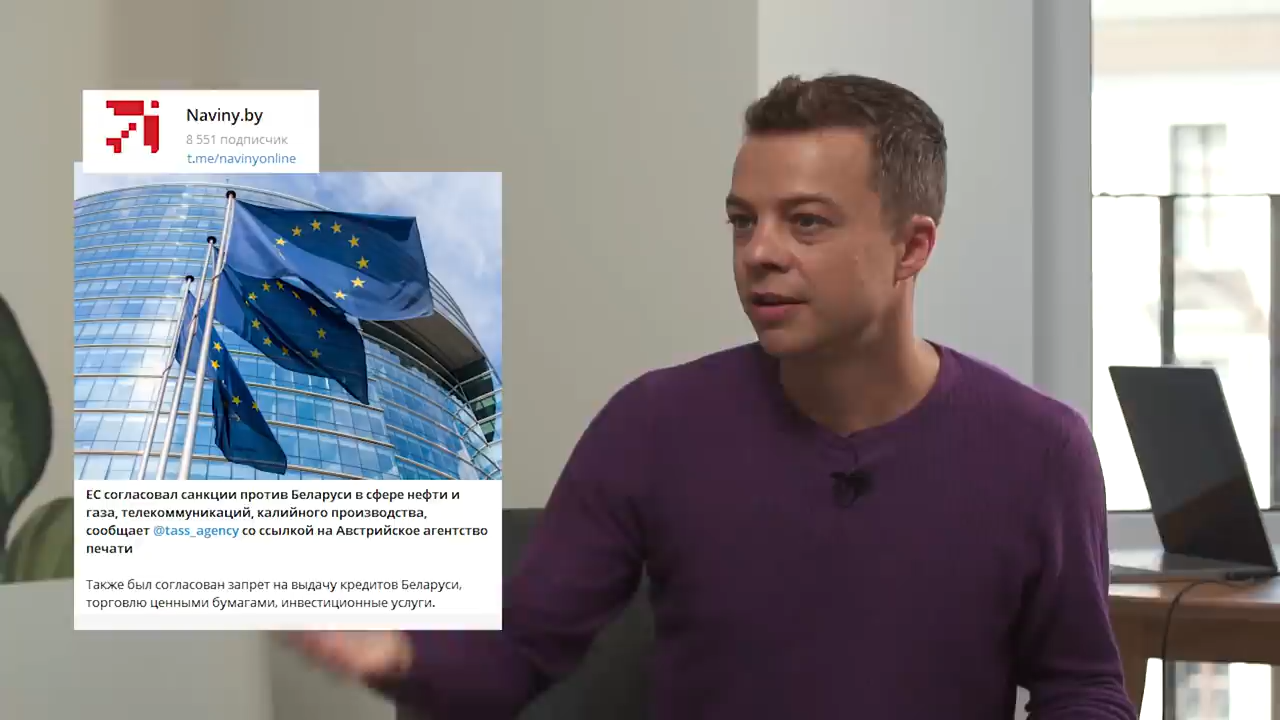 Naviny.by
8 551 подписчик
t.me/navinyonline
ЕС согласовал санкции против Беларуси в сфере нефти и
газа, телекоммуникаций, калийного производства,
сообщает @tass_agency со ссылкой на Австрийское агентство
печати
Также был согласован запрет на выдачу кредитов Беларуси,
торговлю ценными бумагами, инвестиционные услуги.